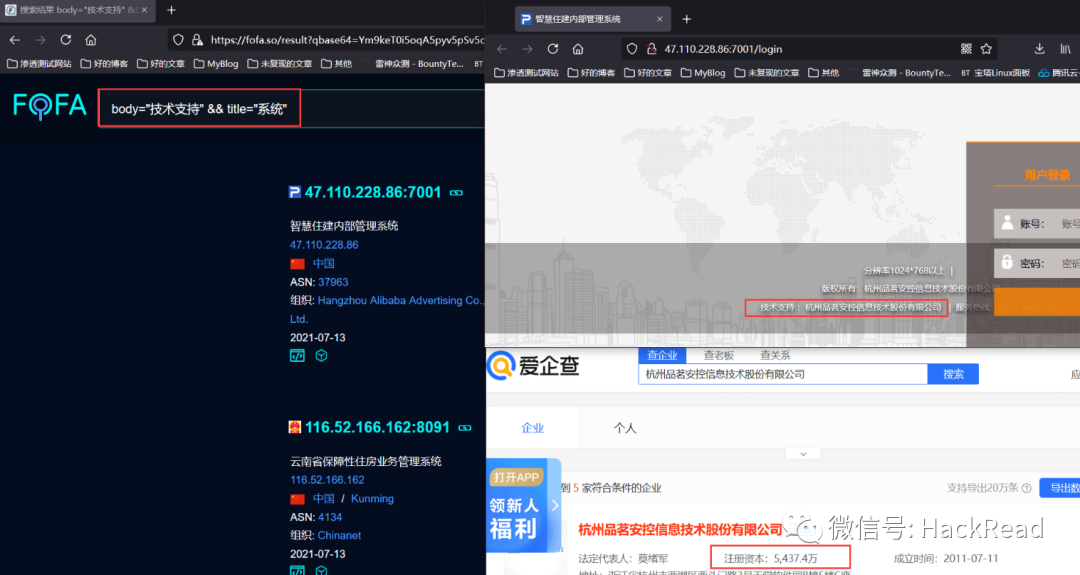 搜索结果 body="技术支持" &&
https://fofa.so/result?qbase64=Ym9keT0i5oqA5pyv5pSv5o
渗透测试网站 好的博客 好的文章 MyBlog 未复现的文章 其他 雷神众测 - BountyTe... BT
FOFA
body="技术支持" && title="系统"
47.110.228.86:7001
智慧住建内部管理系统
47.110.228.86
中国
ASN: 37963
组织: Hangzhou Alibaba Advertising Co.,
Ltd.
2021-07-13
116.52.166.162:8091
云南省保障性住房业务管理系统
116.52.166.162
中国 / Kunming
ASN: 4134
组织: Chinanet
2021-07-13
智慧住建内部管理系统
47.110.228.86:7001/login
渗透测试网站 好的博客 好的文章 MyBlog 未复现的文章 其他 雷神众测 - BountyTe... BT 宝塔Linux面板 腾讯云
用户登录
账号: 账号
密码: 密码
分辨率1024*768以上 |
版权所有: 杭州品茗安控信息技术股份有限公司
技术支持: 杭州品茗安控信息技术股份有限公司 | 服务热线:
爱企查
查企业 查老板 查关系
杭州品茗安控信息技术股份有限公司 搜索
企业 个人
打开APP
领新人
福利
到 5 家符合条件的企业 支持导出20万条 导出数
杭州品茗安控信息技术股份有限公司
微信号: HackRead
法定代表人: 莫绪军 注册资本: 5,437.4万 成立时间: 2011-07-11